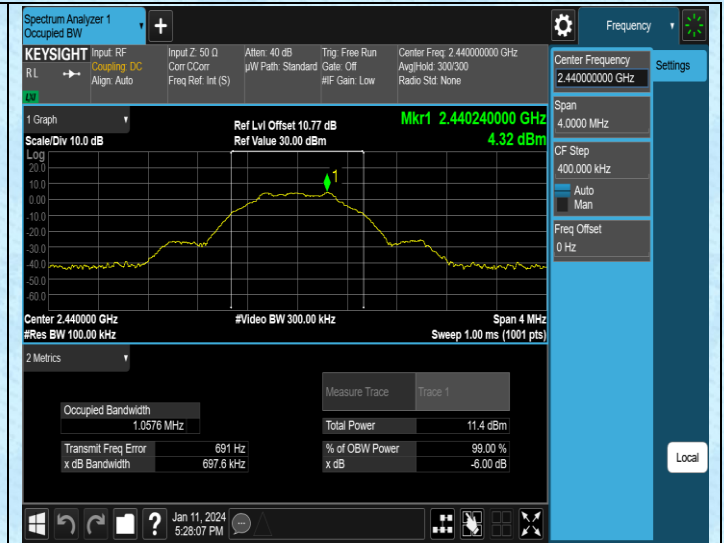 Spectrum Analyzer 1
Occupied BW
Frequency
KEYSIGHT
RL
Input: RF
Coupling: DC
Align: Auto
Input Z: 50 Ω
Corr CCorr
Freq Ref: Int (S)
Atten: 40 dB
µW Path: Standard
Trig: Free Run
Gate: Off
#IF Gain: Low
Center Freq: 2.440000000 GHz
Avg|Hold: 300/300
Radio Std: None
1 Graph
Scale/Div 10.0 dB
Ref Lvl Offset 10.77 dB
Ref Value 30.00 dBm
Mkr1 2.440240000 GHz
4.32 dBm
Log
20.0
10.0
0.00
-10.0
-20.0
-30.0
-40.0
-50.0
-60.0
1
Center 2.440000 GHz
#Res BW 100.00 kHz
#Video BW 300.00 kHz
Span 4 MHz
Sweep 1.00 ms (1001 pts)
2 Metrics
Measure Trace
Trace 1
Occupied Bandwidth
1.0576 MHz
Total Power
11.4 dBm
Transmit Freq Error
691 Hz
% of OBW Power
99.00 %
x dB Bandwidth
697.6 kHz
x dB
-6.00 dB
Center Frequency
2.440000000 GHz
Settings
Span
4.0000 MHz
CF Step
400.000 kHz
Auto
Man
Freq Offset
0 Hz
Local
?
Jan 11, 2024
5:28:07 PM